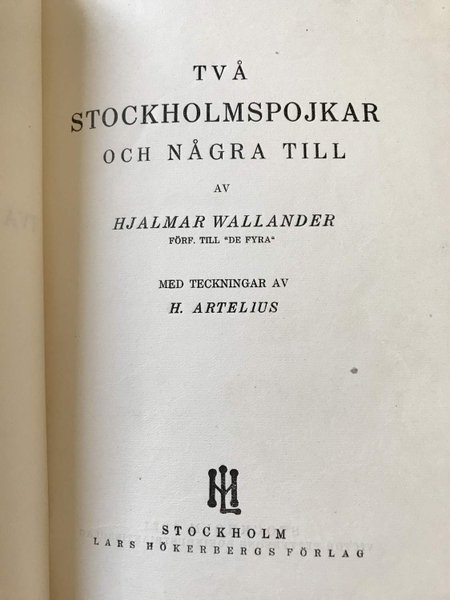 TVÅ
STOCKHOLMSPOJKAR
OCH NÅGRA TILL
AV
HJALMAR WALLANDER
FÖRF. TILL "DE FYRA"
MED TECKNINGAR AV
H. ARTELIUS
STOCKHOLM
LARS HÖKERBERGS FÖRLAG